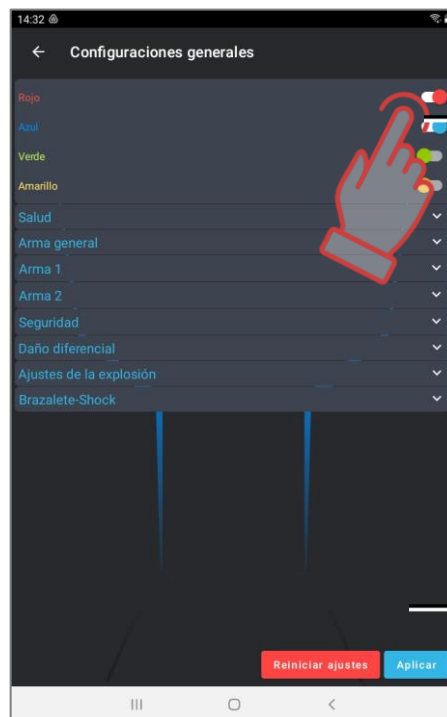 14:32
Configuraciones generales
Rojo
Azul
Verde
Amarillo
Salud
Arma general
Arma 1
Arma 2
Seguridad
Daño diferencial
Ajustes de la explosión
Brazalete-Shock
Reiniciar ajustes
Aplicar